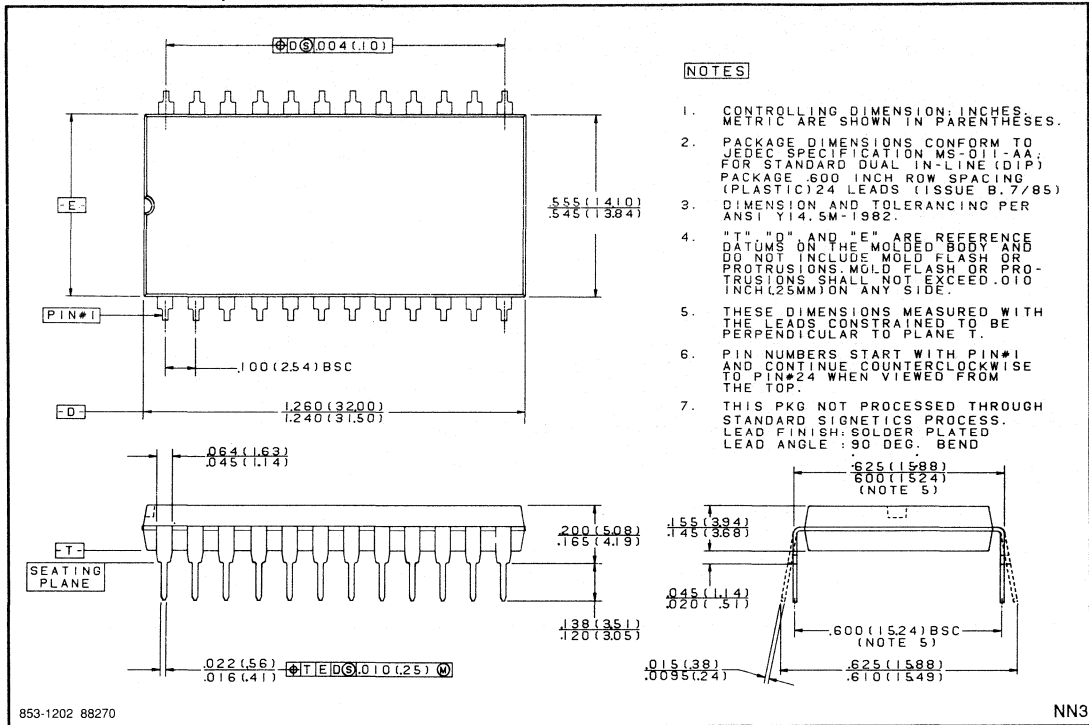 ⌖ D Ⓢ .004 (.10)
-E-
.555 (14.10)
.545 (13.84)
PIN#1
.100 (2.54) BSC
-D-
1.260 (32.00)
1.240 (31.50)
NOTES
1. CONTROLLING DIMENSION: INCHES.
METRIC ARE SHOWN IN PARENTHESES.
2. PACKAGE DIMENSIONS CONFORM TO
JEDEC SPECIFICATION MS-011-AA,
FOR STANDARD DUAL IN-LINE (DIP)
PACKAGE .600 INCH ROW SPACING
(PLASTIC) 24 LEADS (ISSUE B. 7/85)
3. DIMENSION AND TOLERANCING PER
ANSI Y14.5M-1982.
4. "T", "D", AND "E" ARE REFERENCE
DATUMS ON THE MOLDED BODY AND
DO NOT INCLUDE MOLD FLASH OR
PROTRUSIONS. MOLD FLASH OR PRO-
TRUSIONS SHALL NOT EXCEED .010
INCH (.25MM) ON ANY SIDE.
5. THESE DIMENSIONS MEASURED WITH
THE LEADS CONSTRAINED TO BE
PERPENDICULAR TO PLANE T.
6. PIN NUMBERS START WITH PIN#1
AND CONTINUE COUNTERCLOCKWISE
TO PIN#24 WHEN VIEWED FROM
THE TOP.
7. THIS PKG NOT PROCESSED THROUGH
STANDARD SIGNETICS PROCESS.
LEAD FINISH: SOLDER PLATED
LEAD ANGLE : 90 DEG. BEND
.064 (1.63)
.045 (1.14)
-T-
SEATING
PLANE
.200 (5.08)
.165 (4.19)
.138 (3.51)
.120 (3.05)
.022 (.56)
.016 (.41)
⌖ T E D Ⓢ .010 (.25) Ⓜ
.625 (15.88)
.600 (15.24)
(NOTE 5)
.155 (3.94)
.145 (3.68)
.045 (1.14)
.020 ( .51)
.600 (15.24) BSC
(NOTE 5)
.015 (.38)
.0095 (.24)
.625 (15.88)
.610 (15.49)
853-1202 88270
NN3